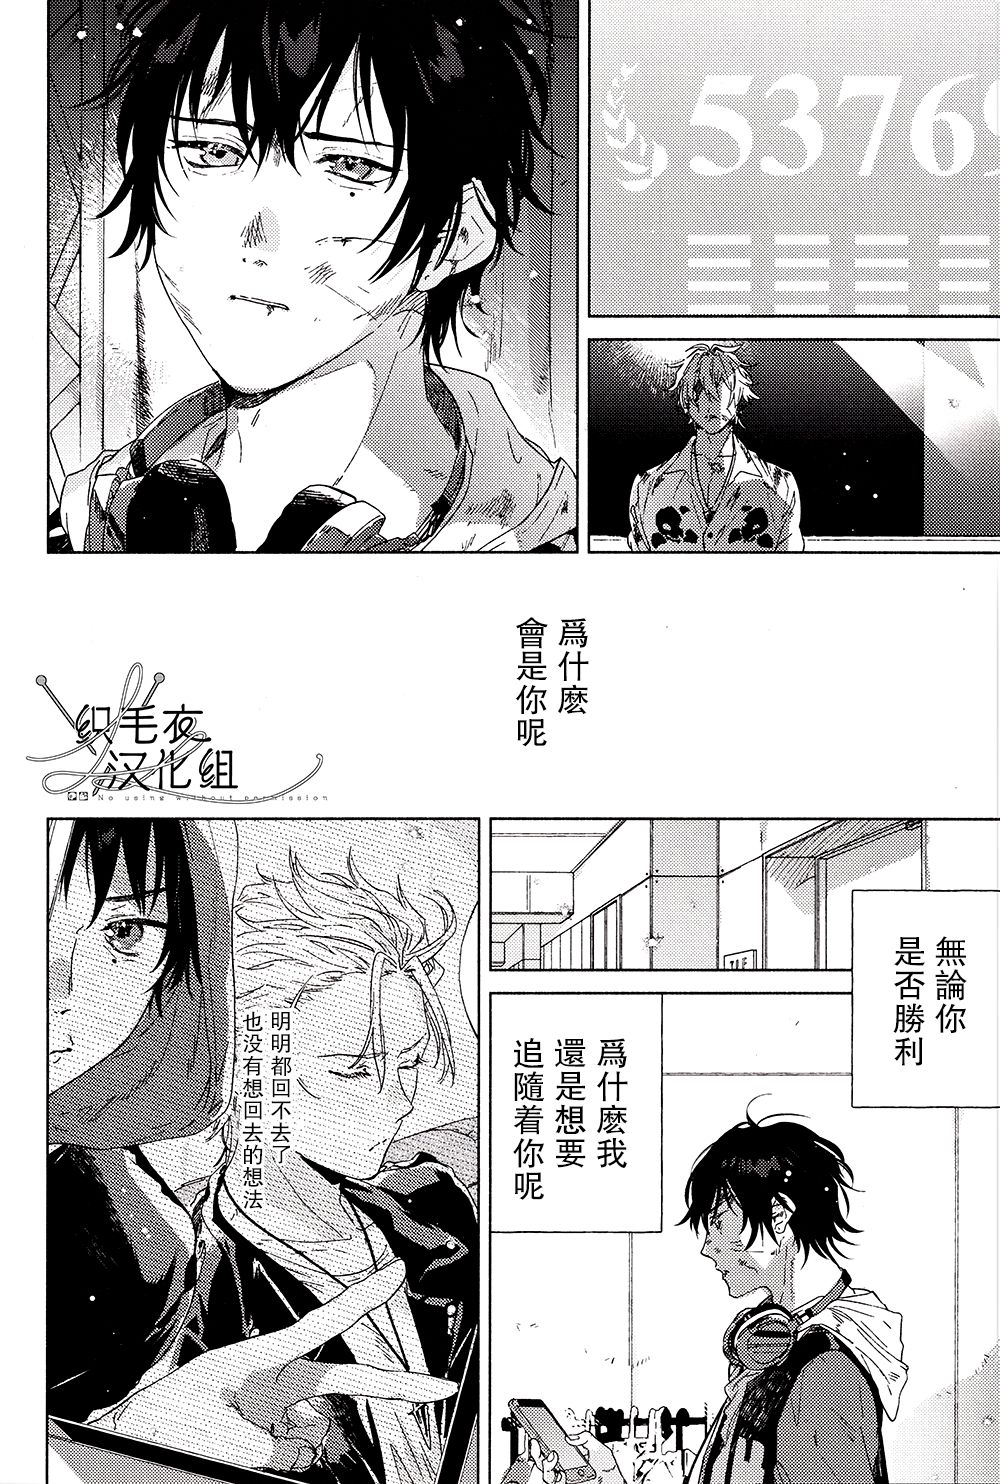 53769
爲什麽
會是你呢
織毛衣
汉化组
No using without permission
無論你
是否勝利
爲什麽我
還是想要
追隨着你呢
明明都回不去了
也没有想回去的想法